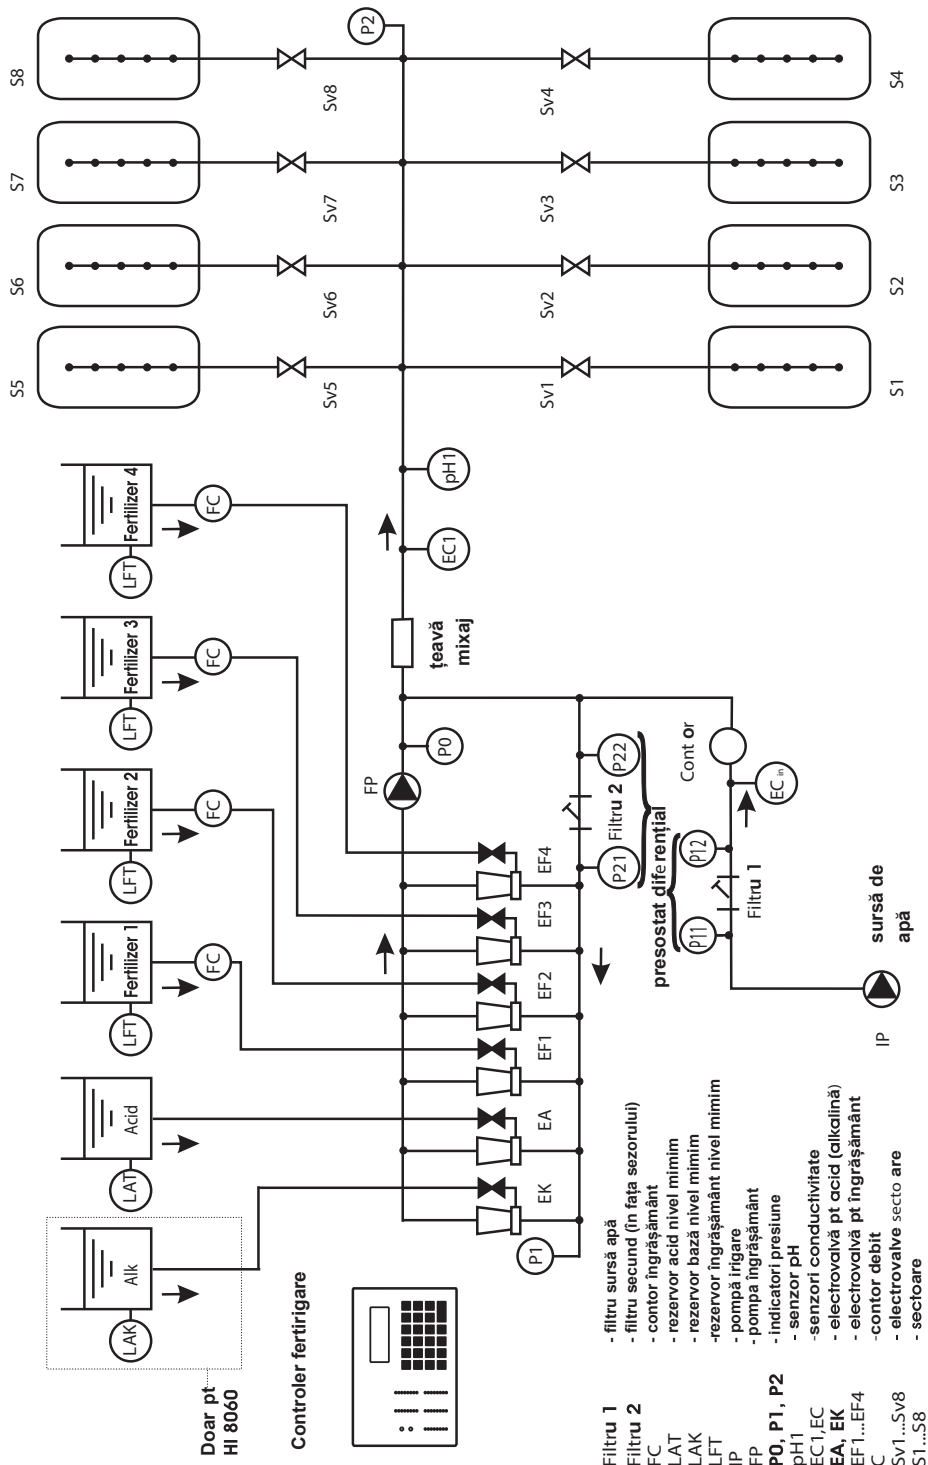 Doar pt
HI 8060
LAK
Alk
LAT
Acid
LFT
Fertilizer 1
FC
LFT
Fertilizer 2
FC
LFT
Fertilizer 3
FC
LFT
Fertilizer 4
FC
S5
S6
S7
S8
Sv5
Sv6
Sv7
Sv8
P2
Controler fertirigare
P1
EK
EA
EF1
EF2
EF3
EF4
FP
P0
țeavă
mixaj
EC1
pH1
Sv1
Sv2
Sv3
Sv4
S1
S2
S3
S4
P21
Filtru 2
P22
presostat diferențial
P11
Filtru 1
P12
Cont or
EC in
IP
sursă de
apă
Filtru 1 - filtru sursă apă
Filtru 2 - filtru secund (în fața sezorului)
FC - contor îngrășământ
LAT - rezervor acid nivel mimim
LAK - rezervor bază nivel mimim
LFT -rezervor îngrășământ nivel mimim
IP - pompă irigare
FP - pompa îngrășământ
P0, P1, P2 - indicatori presiune
pH1 - senzor pH
EC1,EC -senzori conductivitate
EA, EK - electrovalvă pt acid (alkalină)
EF1...EF4 - electrovalvă pt îngrășământ
C -contor debit
Sv1...Sv8 - electrovalve secto are
S1...S8 - sectoare